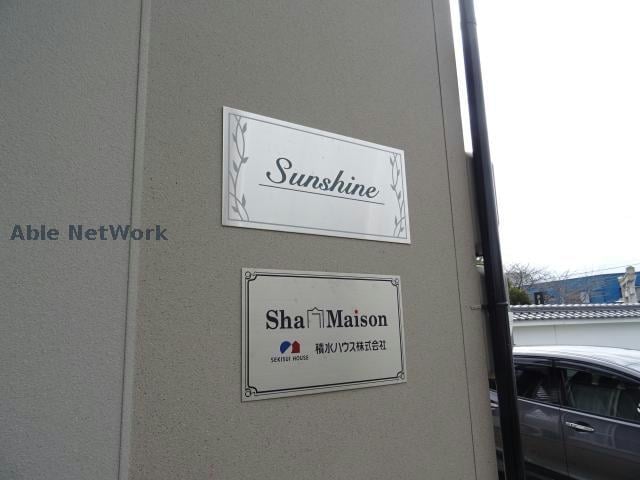 Sunshine
Able NetWork
Sha Maison
SEKISUI HOUSE 積水ハウス株式会社